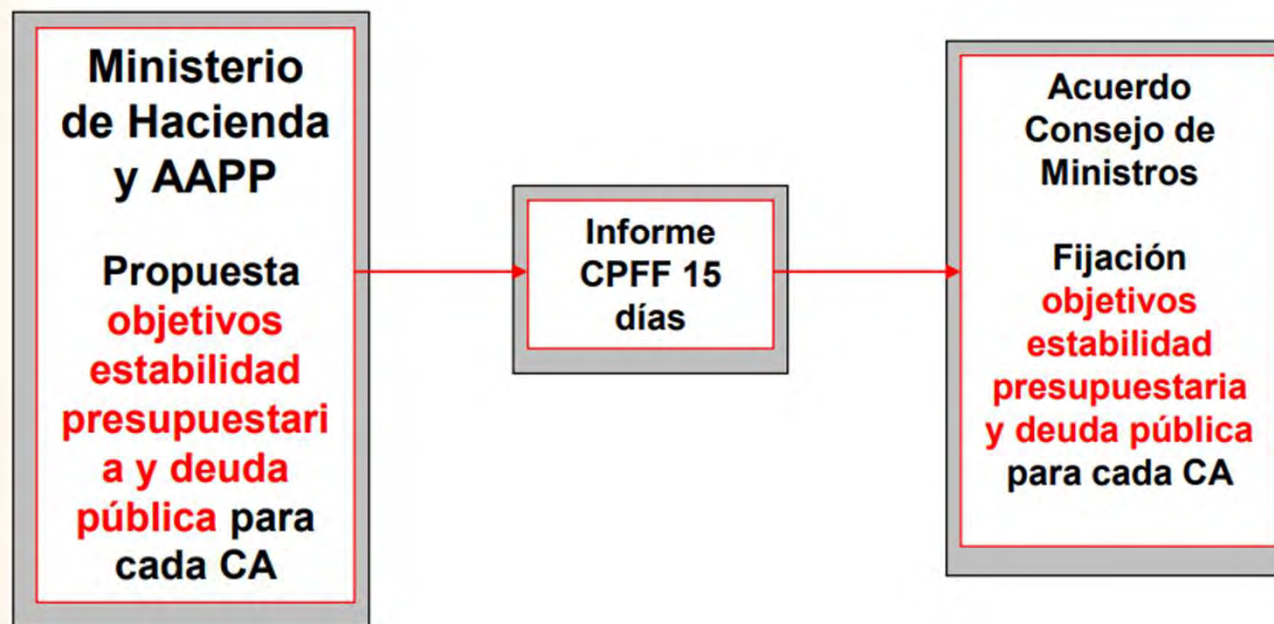 Ministerio
de Hacienda
y AAPP
Propuesta
objetivos
estabilidad
presupuestari
a y deuda
pública para
cada CA
Informe
CPFF 15
días
Acuerdo
Consejo de
Ministros
Fijación
objetivos
estabilidad
presupuestaria
y deuda pública
para cada CA